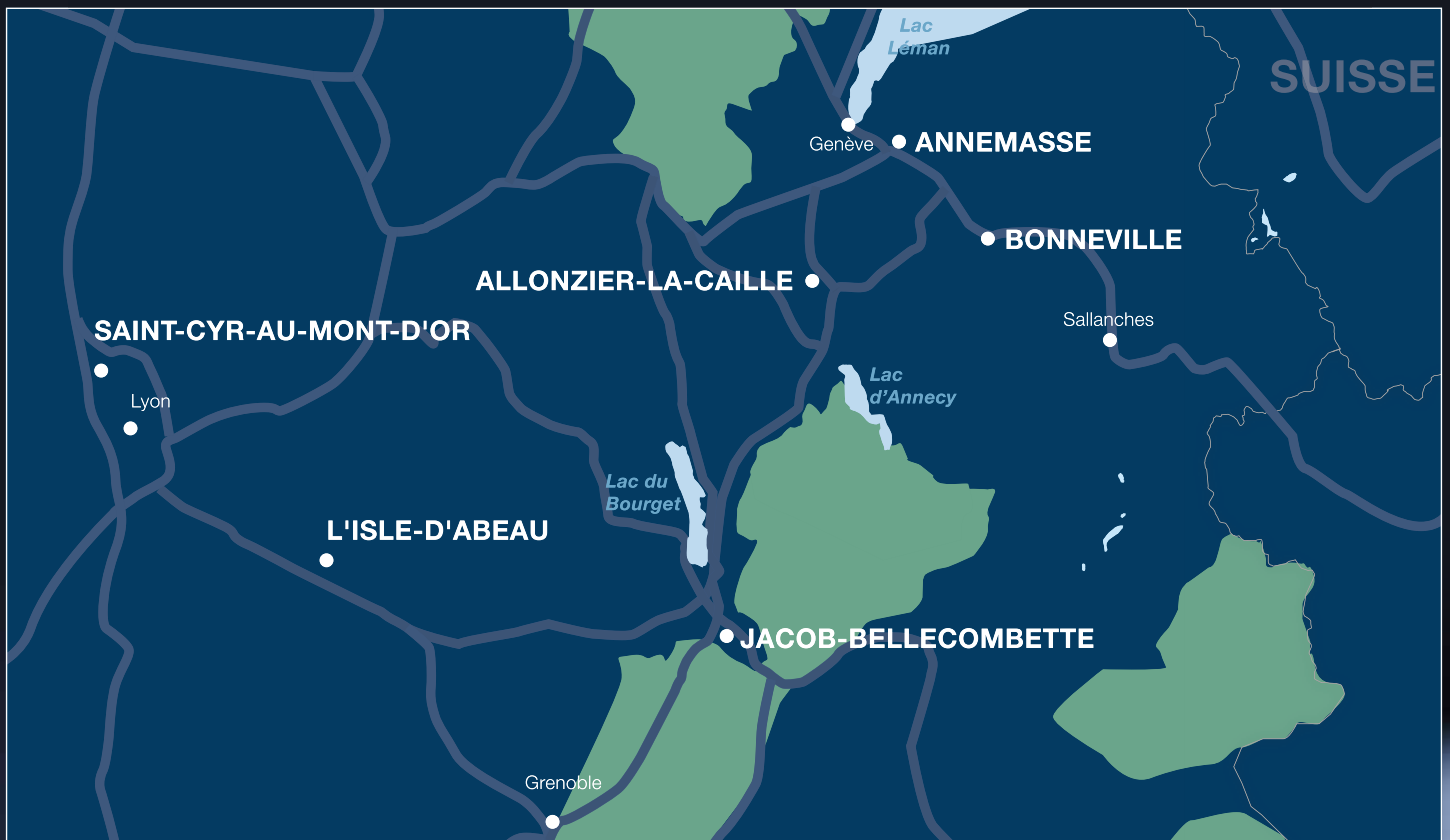 Lac
Léman
SUISSE
Genève
ANNEMASSE
BONNEVILLE
ALLONZIER-LA-CAILLE
Sallanches
SAINT-CYR-AU-MONT-D'OR
Lac
d’Annecy
Lyon
Lac du
Bourget
L'ISLE-D'ABEAU
JACOB-BELLECOMBETTE
Grenoble